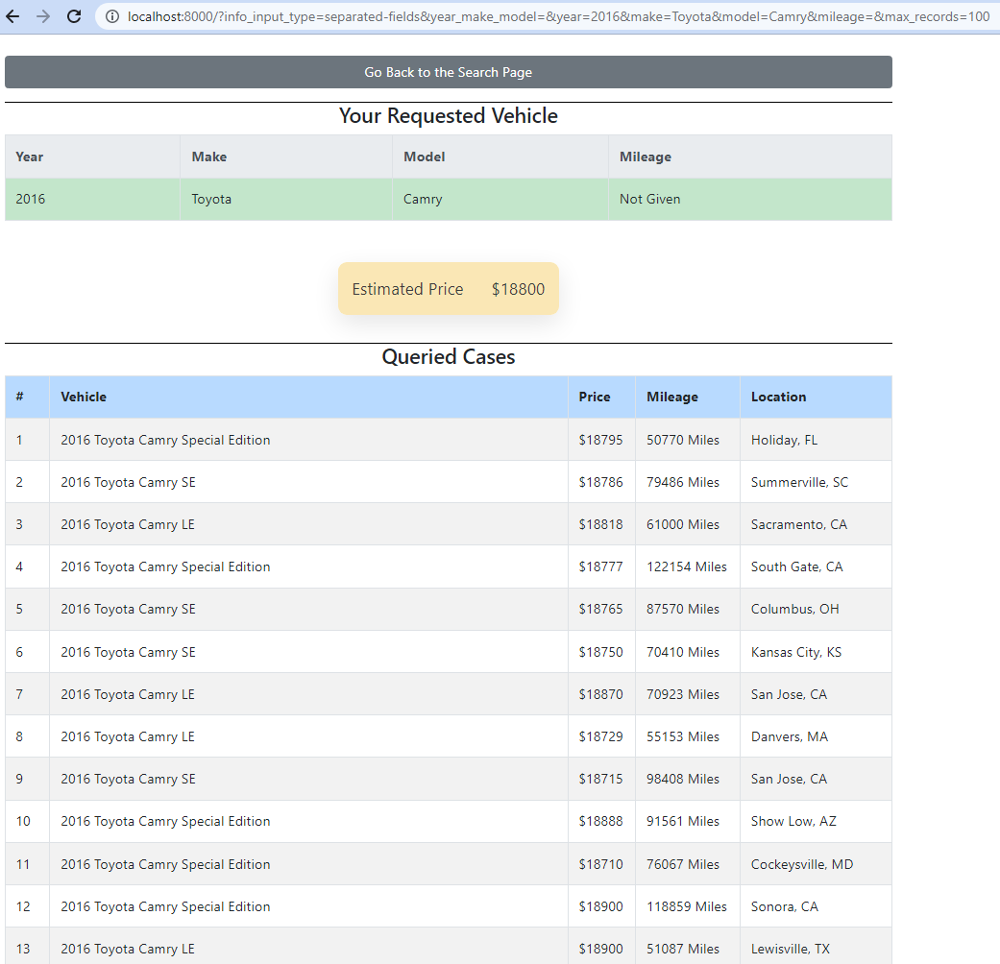 localhost:8000/?info_input_type=separated-fields&year_make_model=&year=2016&make=Toyota&model=Camry&mileage=&max_records=100
Go Back to the Search Page
Your Requested Vehicle
Year Make Model Mileage
2016 Toyota Camry Not Given
Estimated Price $18800
Queried Cases
# Vehicle Price Mileage Location
1 2016 Toyota Camry Special Edition $18795 50770 Miles Holiday, FL
2 2016 Toyota Camry SE $18786 79486 Miles Summerville, SC
3 2016 Toyota Camry LE $18818 61000 Miles Sacramento, CA
4 2016 Toyota Camry Special Edition $18777 122154 Miles South Gate, CA
5 2016 Toyota Camry SE $18765 87570 Miles Columbus, OH
6 2016 Toyota Camry SE $18750 70410 Miles Kansas City, KS
7 2016 Toyota Camry LE $18870 70923 Miles San Jose, CA
8 2016 Toyota Camry LE $18729 55153 Miles Danvers, MA
9 2016 Toyota Camry SE $18715 98408 Miles San Jose, CA
10 2016 Toyota Camry Special Edition $18888 91561 Miles Show Low, AZ
11 2016 Toyota Camry Special Edition $18710 76067 Miles Cockeysville, MD
12 2016 Toyota Camry Special Edition $18900 118859 Miles Sonora, CA
13 2016 Toyota Camry LE $18900 51087 Miles Lewisville, TX